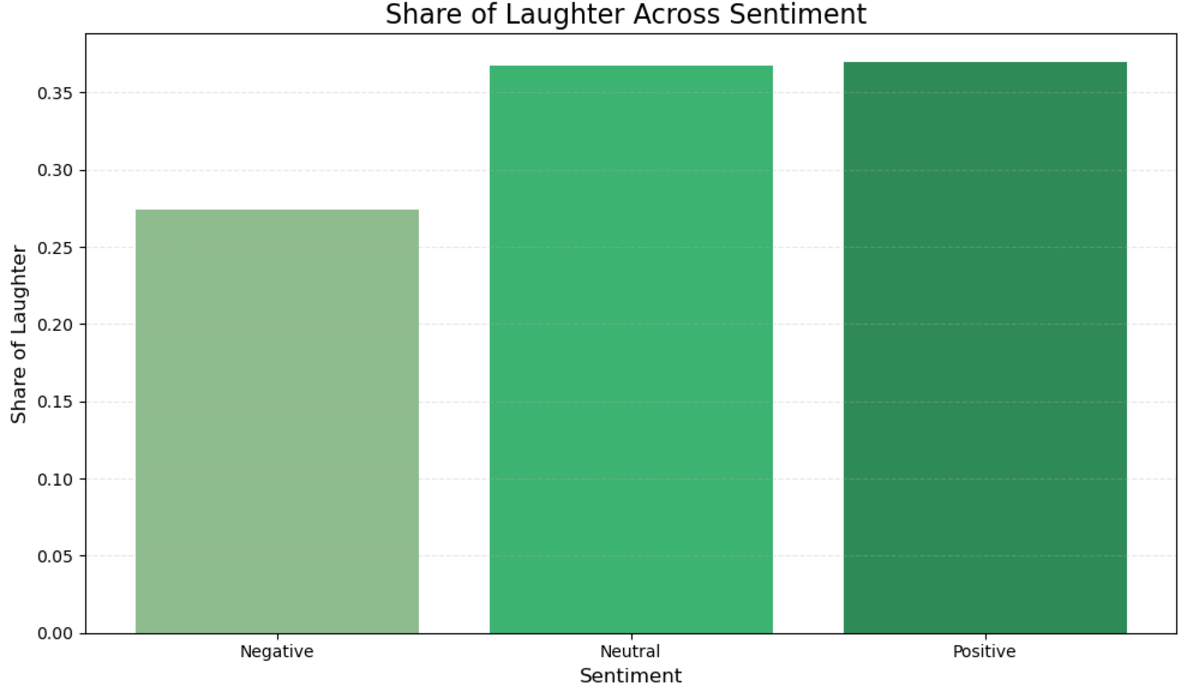 Share of Laughter Across Sentiment
Share of Laughter
0.35
0.30
0.25
0.20
0.15
0.10
0.05
0.00
Negative Neutral Positive
Sentiment